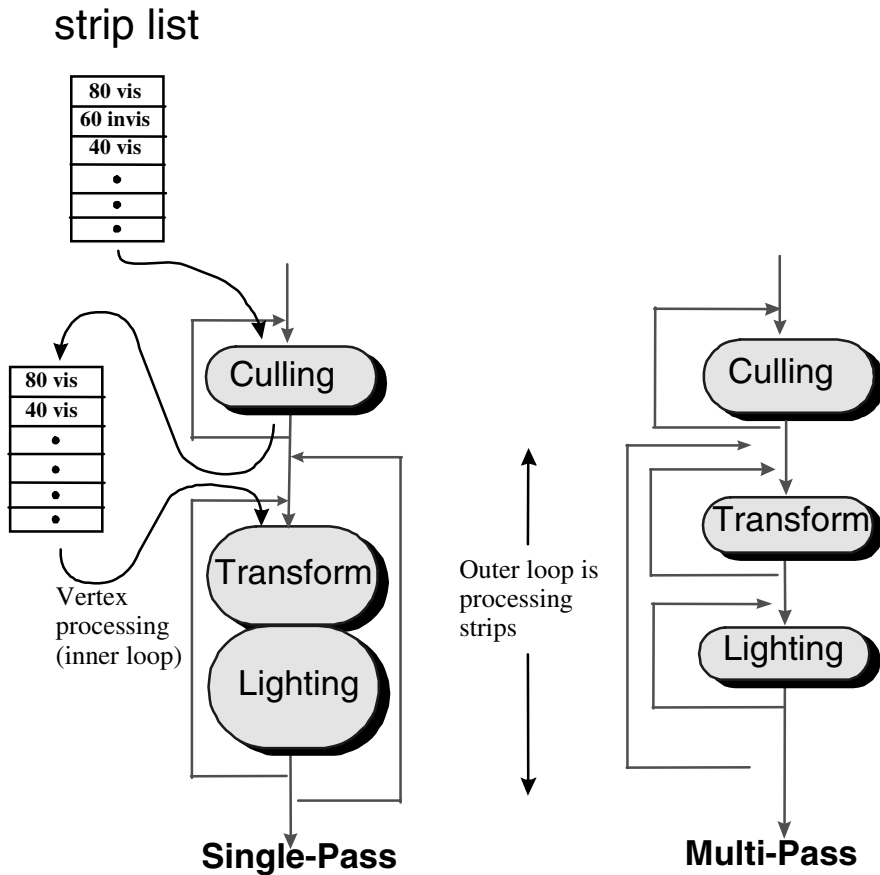 strip list
80 vis
60 invis
40 vis
Culling
80 vis
40 vis
Transform
Lighting
Vertex
processing
(inner loop)
Single-Pass
Outer loop is
processing
strips
Culling
Transform
Lighting
Multi-Pass